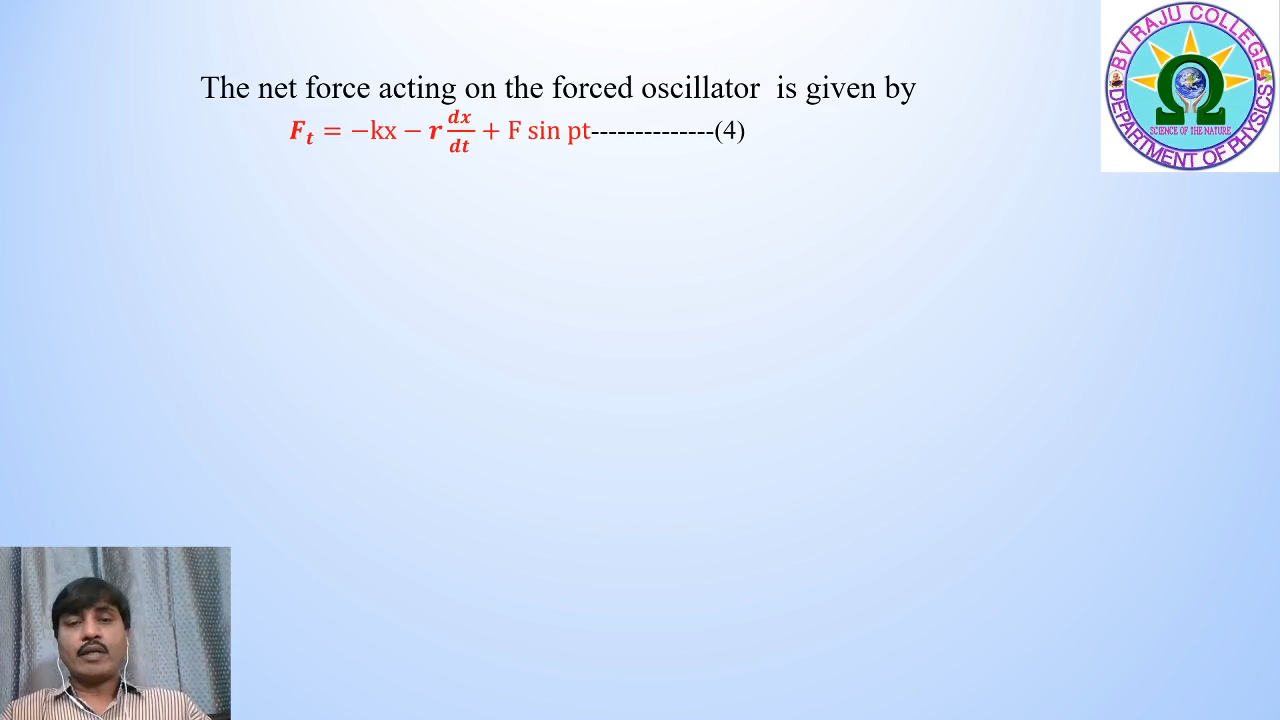 The net force acting on the forced oscillator is given by
𝑭𝒕 = −kx − 𝒓 𝒅𝒙/𝒅𝒕 + F sin pt--------------(4)
BV RAJU COLLEGE
SCIENCE OF THE NATURE
DEPARTMENT OF PHYSICS